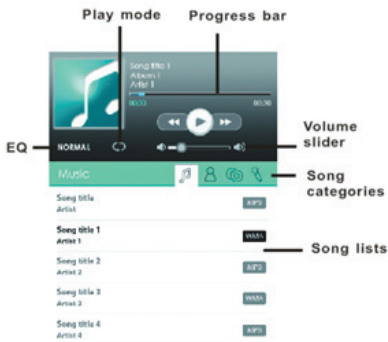 Play mode
Progress bar
Song title 1
Album 1
Artist 1
00:20
EQ
NORMAL
Volume
slider
Music
Song
categories
Song title
Artist
MP3
Song title 1
Artist 1
WMA
Song lists
Song title 2
Artist 2
MP3
Song title 3
Artist 3
WMA
Song title 4
Artist 4
MP3